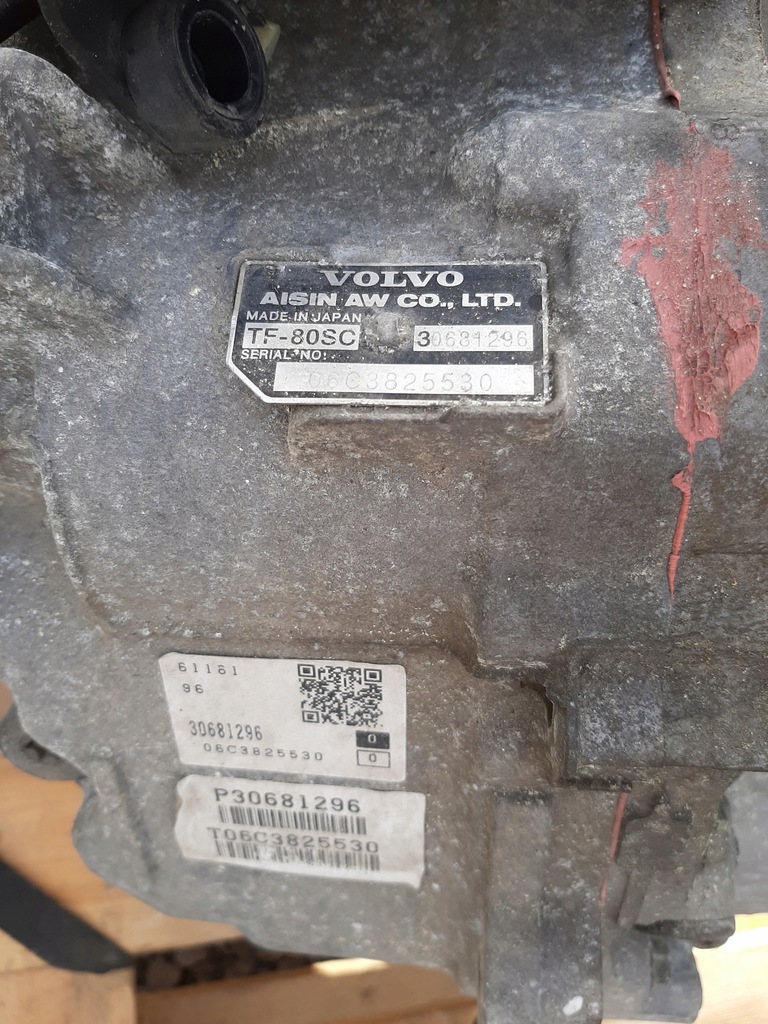 VOLVO
AISIN AW CO., LTD.
MADE IN JAPAN
TF-80SC 30681296
SERIAL NO.
06C3825530
61161
96
30681296
0
06C3825530
0
P30681296
T06C3825530